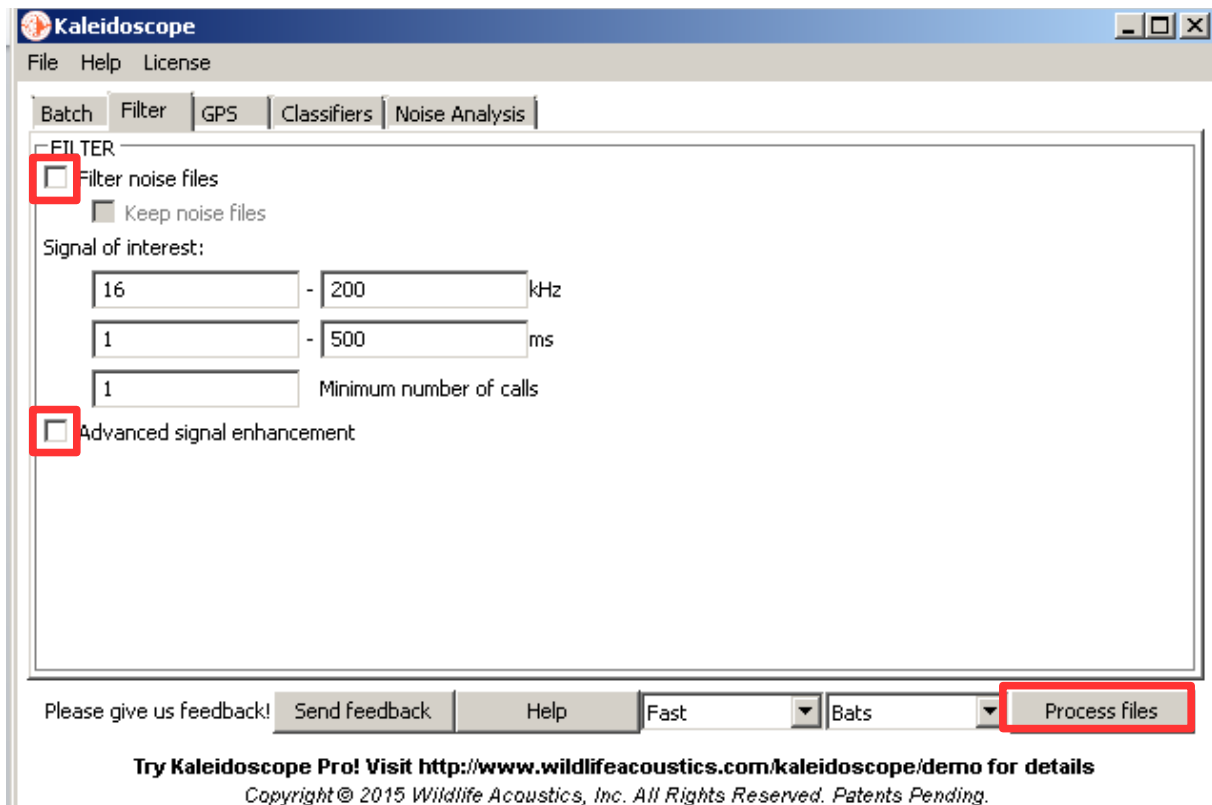 Kaleidoscope
File Help License
Batch Filter GPS Classifiers Noise Analysis
FILTER
Filter noise files
Keep noise files
Signal of interest:
16 - 200 kHz
1 - 500 ms
1 Minimum number of calls
Advanced signal enhancement
Please give us feedback! Send feedback Help Fast Bats Process files
Try Kaleidoscope Pro! Visit http://www.wildlifeacoustics.com/kaleidoscope/demo for details
Copyright © 2015 Wildlife Acoustics, Inc. All Rights Reserved. Patents Pending.